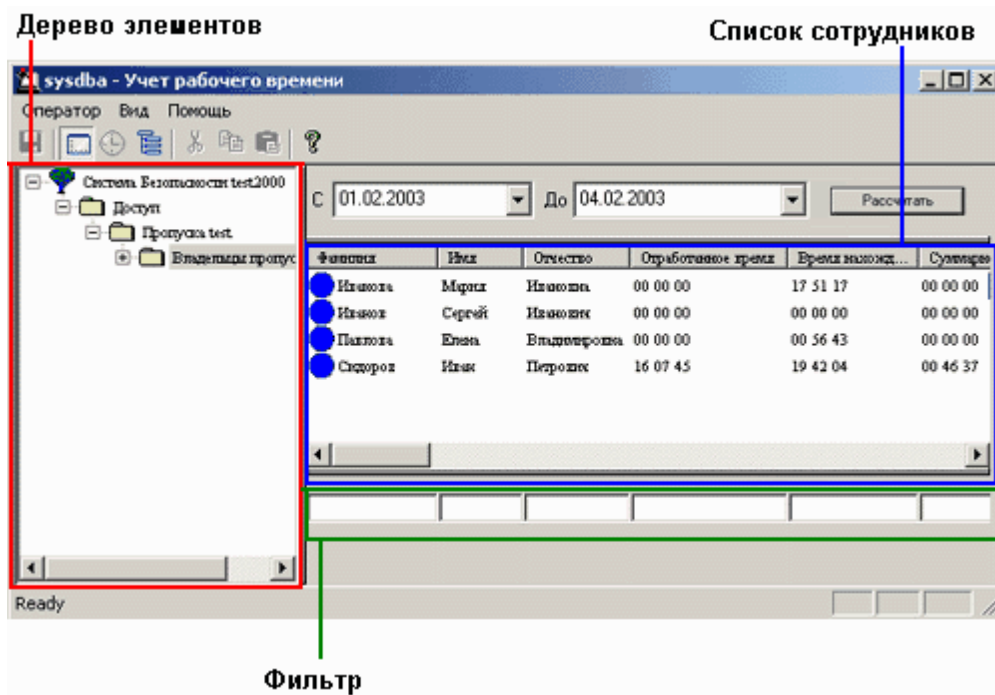 Дерево элементов
Список сотрудников
sysdba - Учет рабочего времени
Оператор Вид Помощь
Система Безопасности test2000
Доступ
Пропуска test
Владельцы пропус
С 01.02.2003 До 04.02.2003 Рассчитать
Фамилия Имя Отчество Отработанное время Время нахожд... Суммарно
Иванова Мария Ивановна 00 00 00 17 51 17 00 00 00
Иванов Сергей Иванович 00 00 00 00 00 00 00 00 00
Павлова Елена Владимировна 00 00 00 00 56 43 00 00 00
Сидоров Иван Петрович 16 07 45 19 42 04 00 46 37
Ready
Фильтр